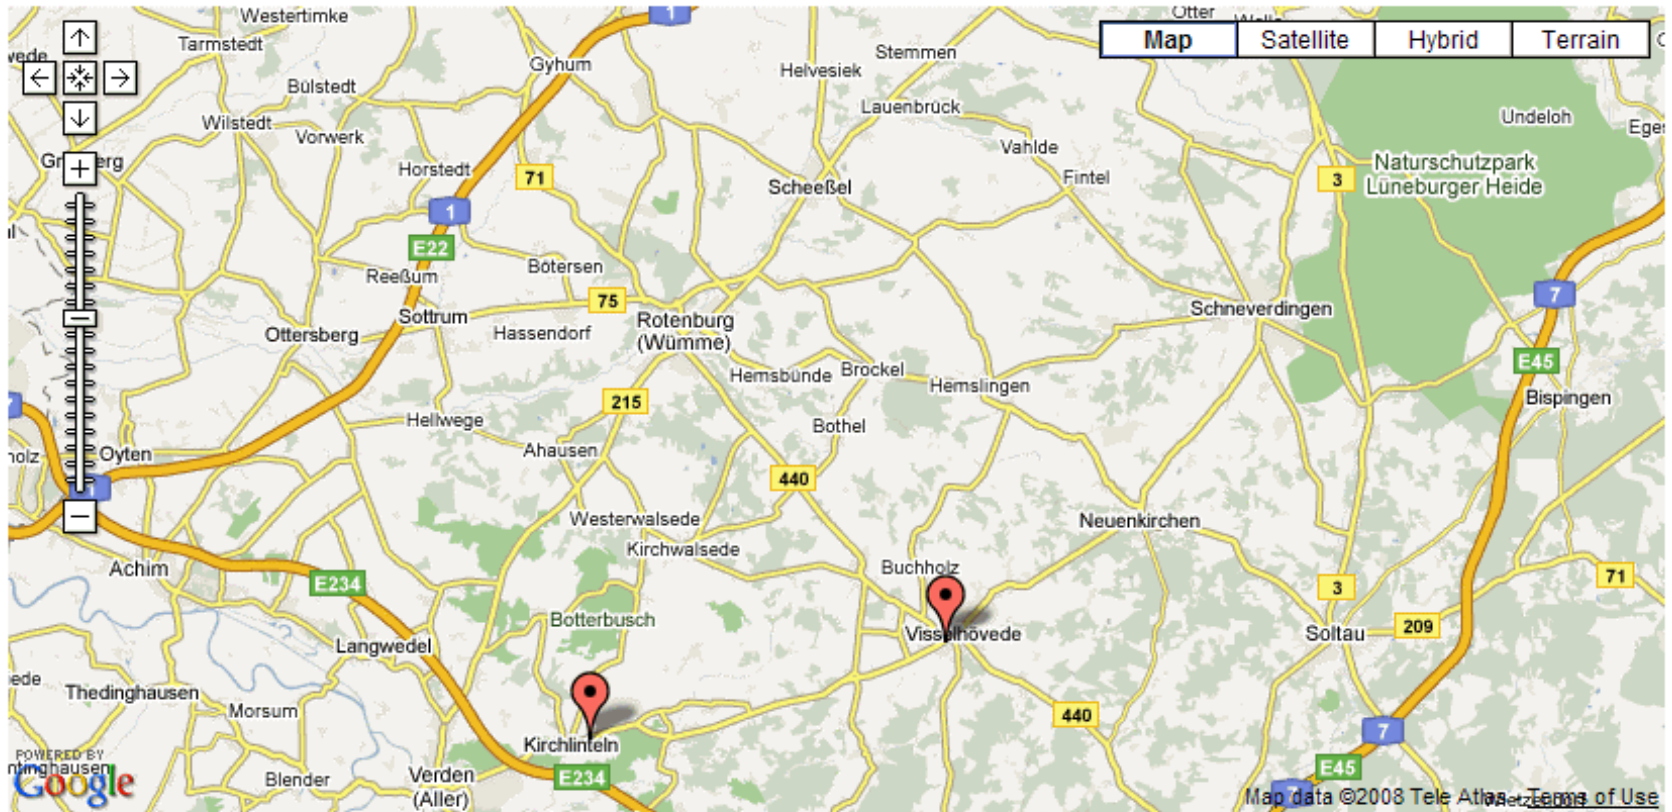 Westertimke
1
Otter
Map
Satellite
Hybrid
Terrain
Tarmstedt
Gyhum
Stemmen
Helvesiek
Bülstedt
Lauenbrück
Undeloh
Wilstedt
Vorwerk
Vahlde
Horstedt
71
Scheeßel
Fintel
3
Naturschutzpark
Lüneburger Heide
1
E22
Reeßum
Bötersen
75
7
Ottersberg
Sottrum
Hassendorf
Rotenburg
(Wümme)
Schneverdingen
E45
Hemsbünde
Brockel
Hemslingen
215
Bispingen
Hellwege
Bothel
Oyten
Ahausen
440
1
Westerwalsede
Neuenkirchen
Kirchwalsede
Achim
E234
Buchholz
3
71
Botterbusch
Visselhövede
Soltau
209
Langwedel
Thedinghausen
Morsum
440
7
Kirchlinteln
POWERED BY
Google
Blender
Verden
(Aller)
E234
E45
7
Map data ©2008 Tele Atlas - Terms of Use